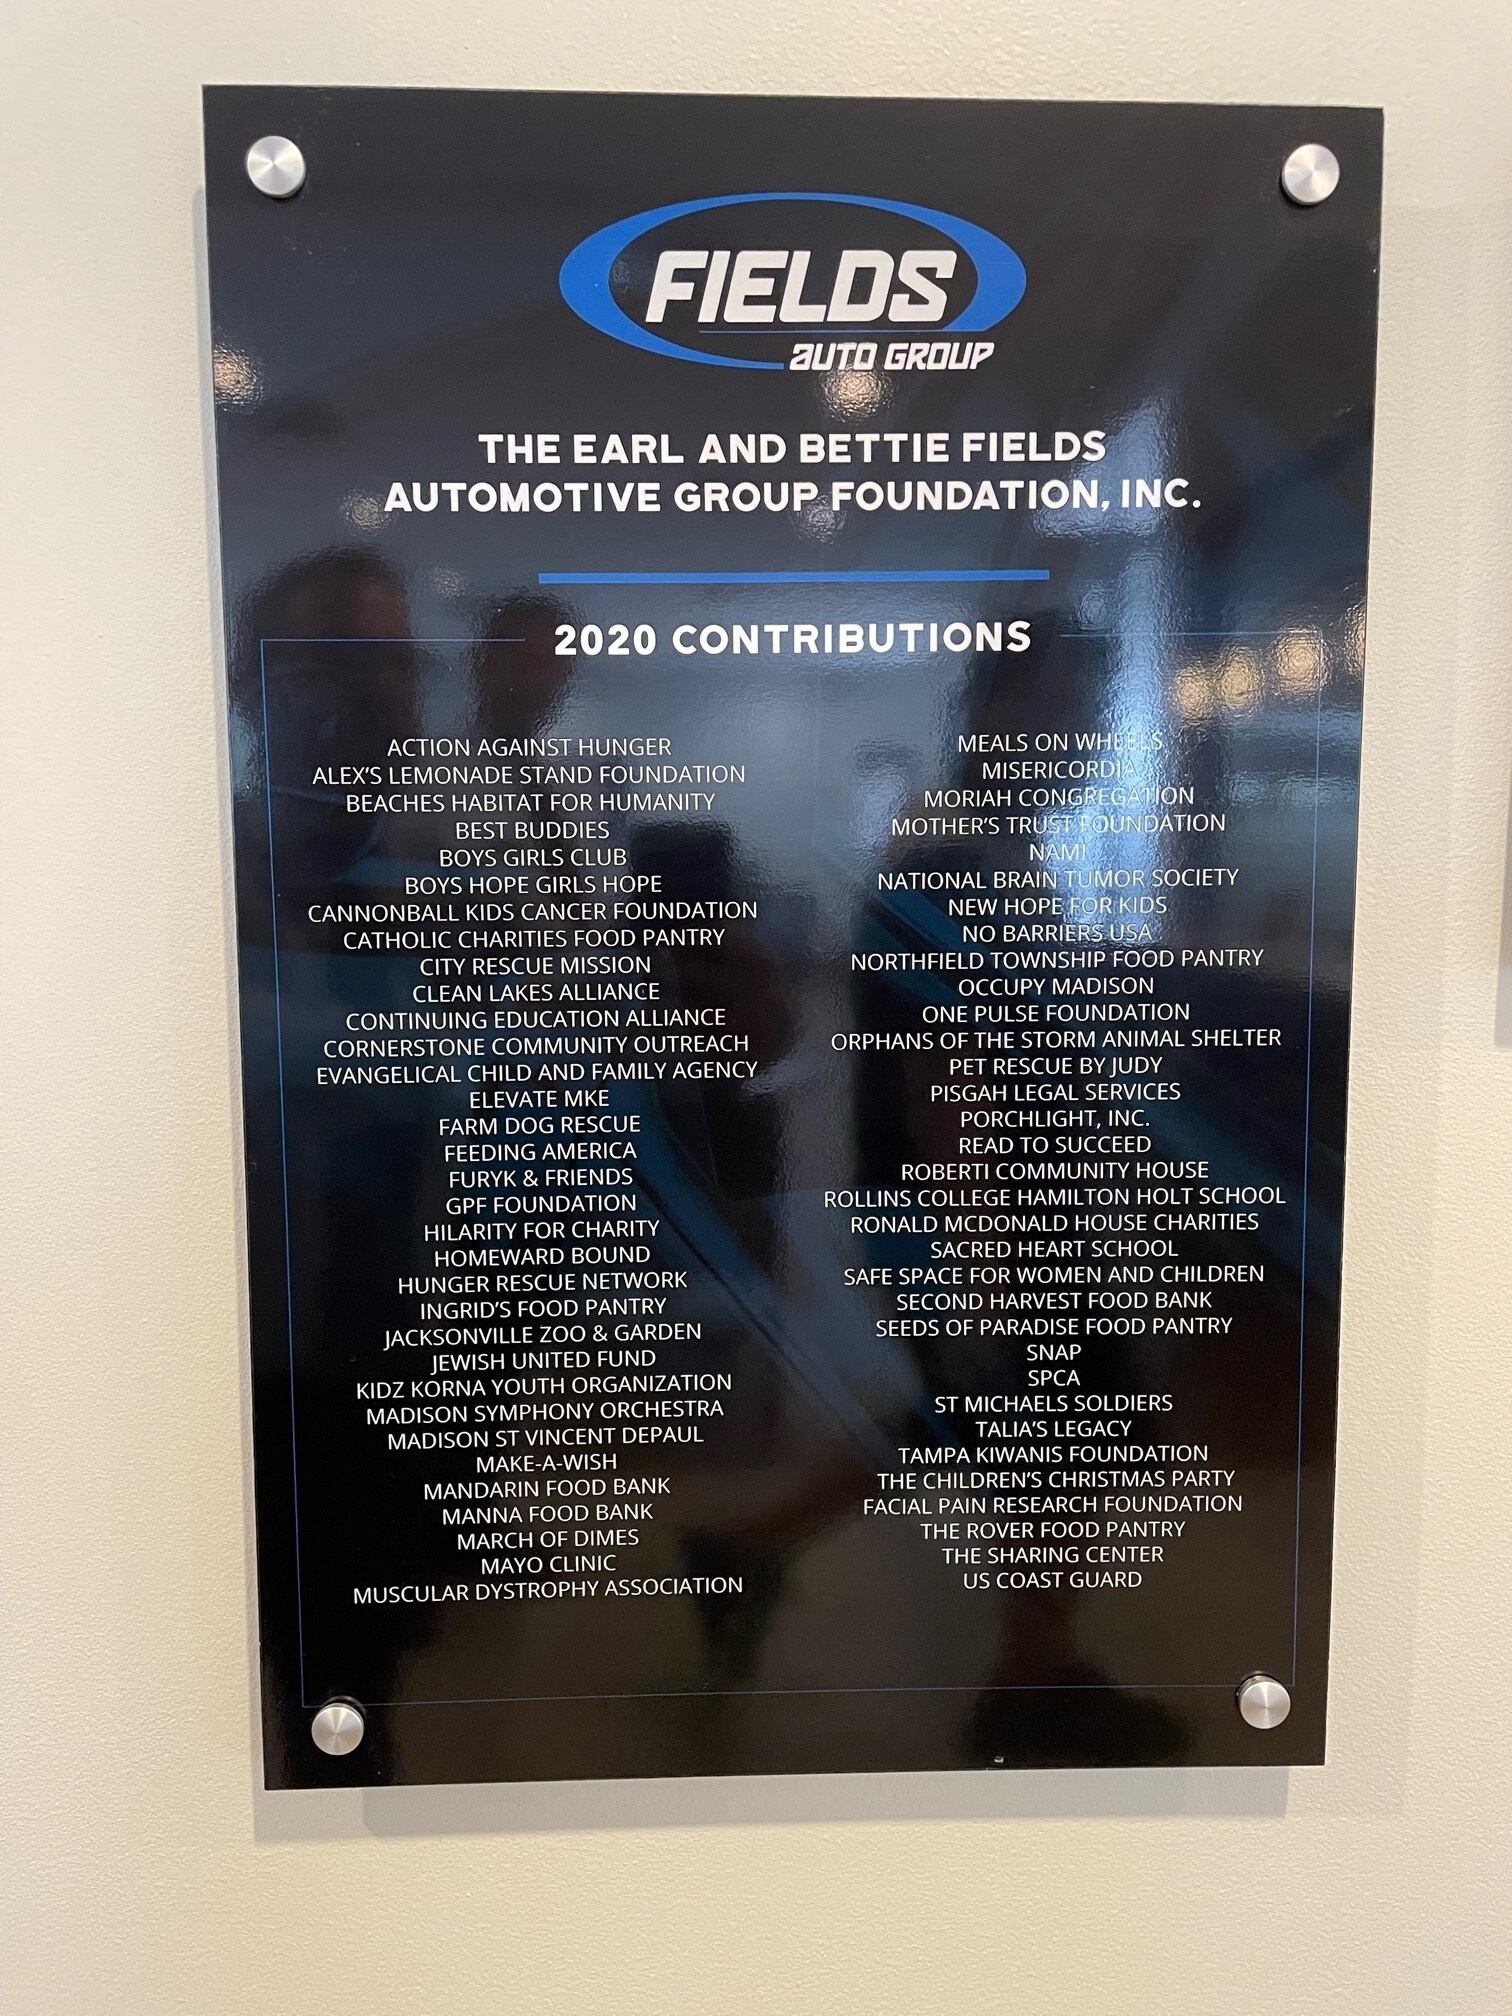 FIELDS
AUTO GROUP
THE EARL AND BETTIE FIELDS
AUTOMOTIVE GROUP FOUNDATION, INC.
2020 CONTRIBUTIONS
ACTION AGAINST HUNGER
ALEX'S LEMONADE STAND FOUNDATION
BEACHES HABITAT FOR HUMANITY
BEST BUDDIES
BOYS GIRLS CLUB
BOYS HOPE GIRLS HOPE
CANNONBALL KIDS CANCER FOUNDATION
CATHOLIC CHARITIES FOOD PANTRY
CITY RESCUE MISSION
CLEAN LAKES ALLIANCE
CONTINUING EDUCATION ALLIANCE
CORNERSTONE COMMUNITY OUTREACH
EVANGELICAL CHILD AND FAMILY AGENCY
ELEVATE MKE
FARM DOG RESCUE
FEEDING AMERICA
FURYK & FRIENDS
GPF FOUNDATION
HILARITY FOR CHARITY
HOMEWARD BOUND
HUNGER RESCUE NETWORK
INGRID'S FOOD PANTRY
JACKSONVILLE ZOO & GARDEN
JEWISH UNITED FUND
KIDZ KORNA YOUTH ORGANIZATION
MADISON SYMPHONY ORCHESTRA
MADISON ST VINCENT DEPAUL
MAKE-A-WISH
MANDARIN FOOD BANK
MANNA FOOD BANK
MARCH OF DIMES
MAYO CLINIC
MUSCULAR DYSTROPHY ASSOCIATION
MEALS ON WHEELS
MISERICORDIA
MORIAH CONGREGATION
MOTHER'S TRUST FOUNDATION
NAMI
NATIONAL BRAIN TUMOR SOCIETY
NEW HOPE FOR KIDS
NO BARRIERS USA
NORTHFIELD TOWNSHIP FOOD PANTRY
OCCUPY MADISON
ONE PULSE FOUNDATION
ORPHANS OF THE STORM ANIMAL SHELTER
PET RESCUE BY JUDY
PISGAH LEGAL SERVICES
PORCHLIGHT, INC.
READ TO SUCCEED
ROBERTI COMMUNITY HOUSE
ROLLINS COLLEGE HAMILTON HOLT SCHOOL
RONALD MCDONALD HOUSE CHARITIES
SACRED HEART SCHOOL
SAFE SPACE FOR WOMEN AND CHILDREN
SECOND HARVEST FOOD BANK
SEEDS OF PARADISE FOOD PANTRY
SNAP
SPCA
ST MICHAELS SOLDIERS
TALIA'S LEGACY
TAMPA KIWANIS FOUNDATION
THE CHILDREN'S CHRISTMAS PARTY
FACIAL PAIN RESEARCH FOUNDATION
THE ROVER FOOD PANTRY
THE SHARING CENTER
US COAST GUARD